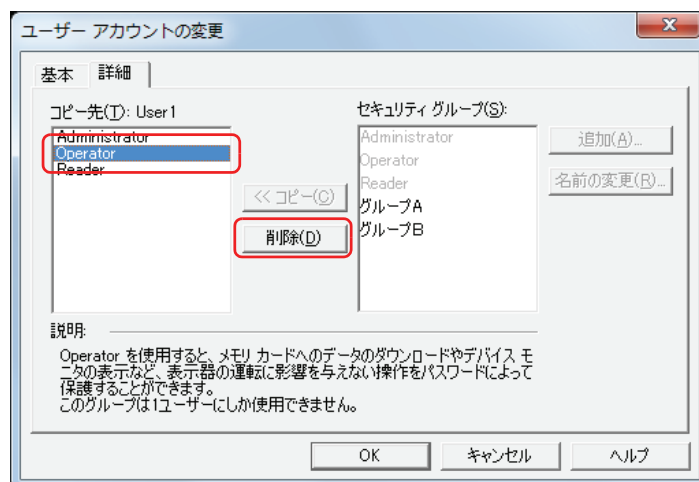 ユーザー アカウントの変更
基本 詳細
コピー先(T): User1
Administrator
Operator
Reader
<< コピー(C)
削除(D)
セキュリティ グループ(S):
Administrator
Operator
Reader
グループA
グループB
追加(A)...
名前の変更(R)...
説明:
Operator を使用すると、メモリ カードへのデータのダウンロードやデバイス モ
ニタの表示など、表示器の運転に影響を与えない操作をパスワードによって
保護することができます。
このグループは1ユーザーにしか使用できません。
OK キャンセル ヘルプ